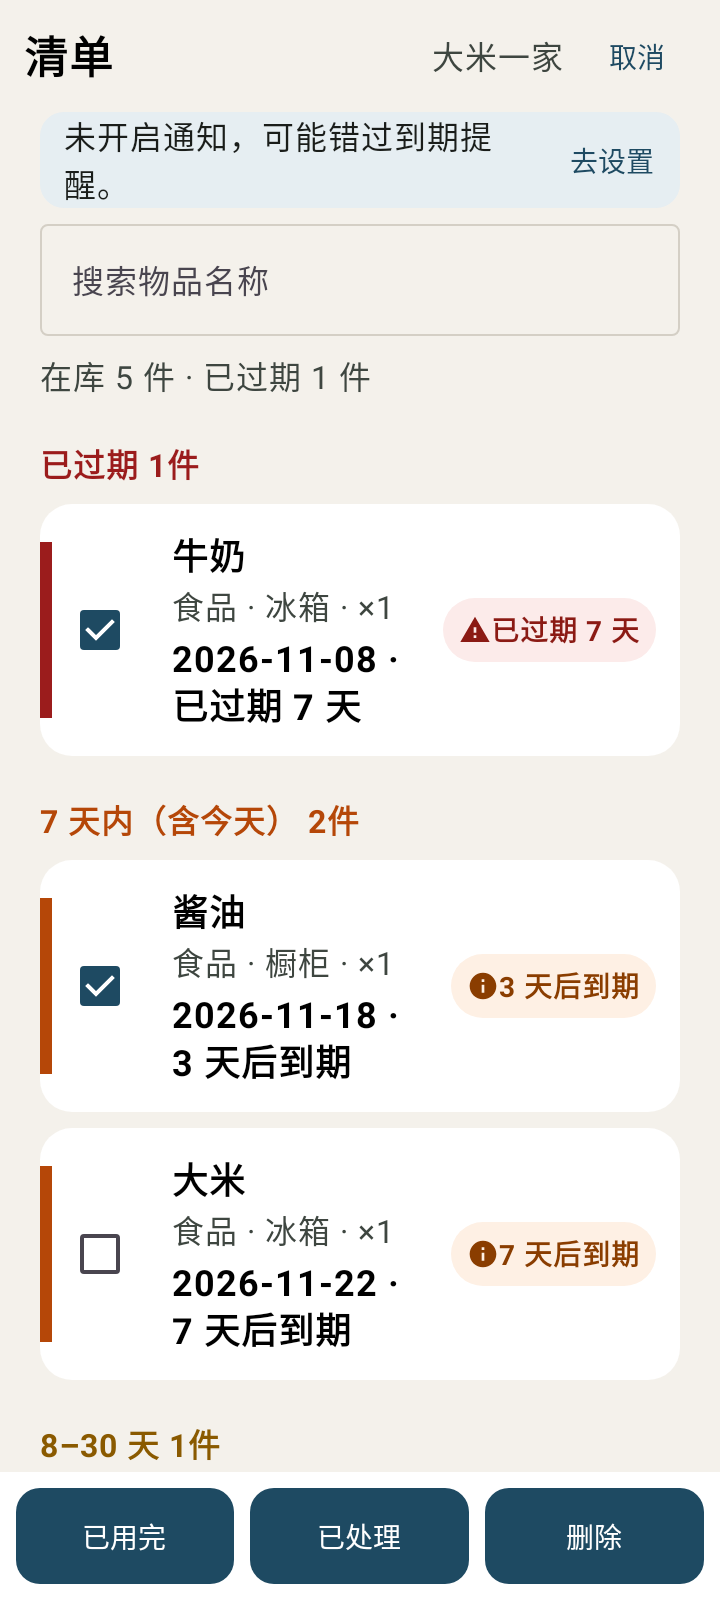 清单
大米一家
取消
未开启通知，可能错过到期提
醒。
去设置
搜索物品名称
在库 5 件 · 已过期 1 件
已过期 1件
牛奶
食品 · 冰箱 · ×1
2026-11-08 ·
已过期 7 天
已过期 7 天
7 天内（含今天） 2件
酱油
食品 · 橱柜 · ×1
2026-11-18 ·
3 天后到期
3 天后到期
大米
食品 · 冰箱 · ×1
2026-11-22 ·
7 天后到期
7 天后到期
8–30 天 1件
已用完
已处理
删除